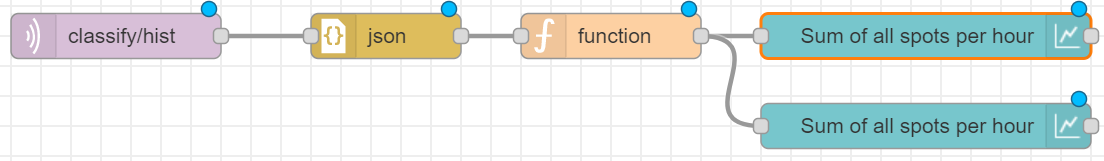 classify/hist
json
function
Sum of all spots per hour
Sum of all spots per hour